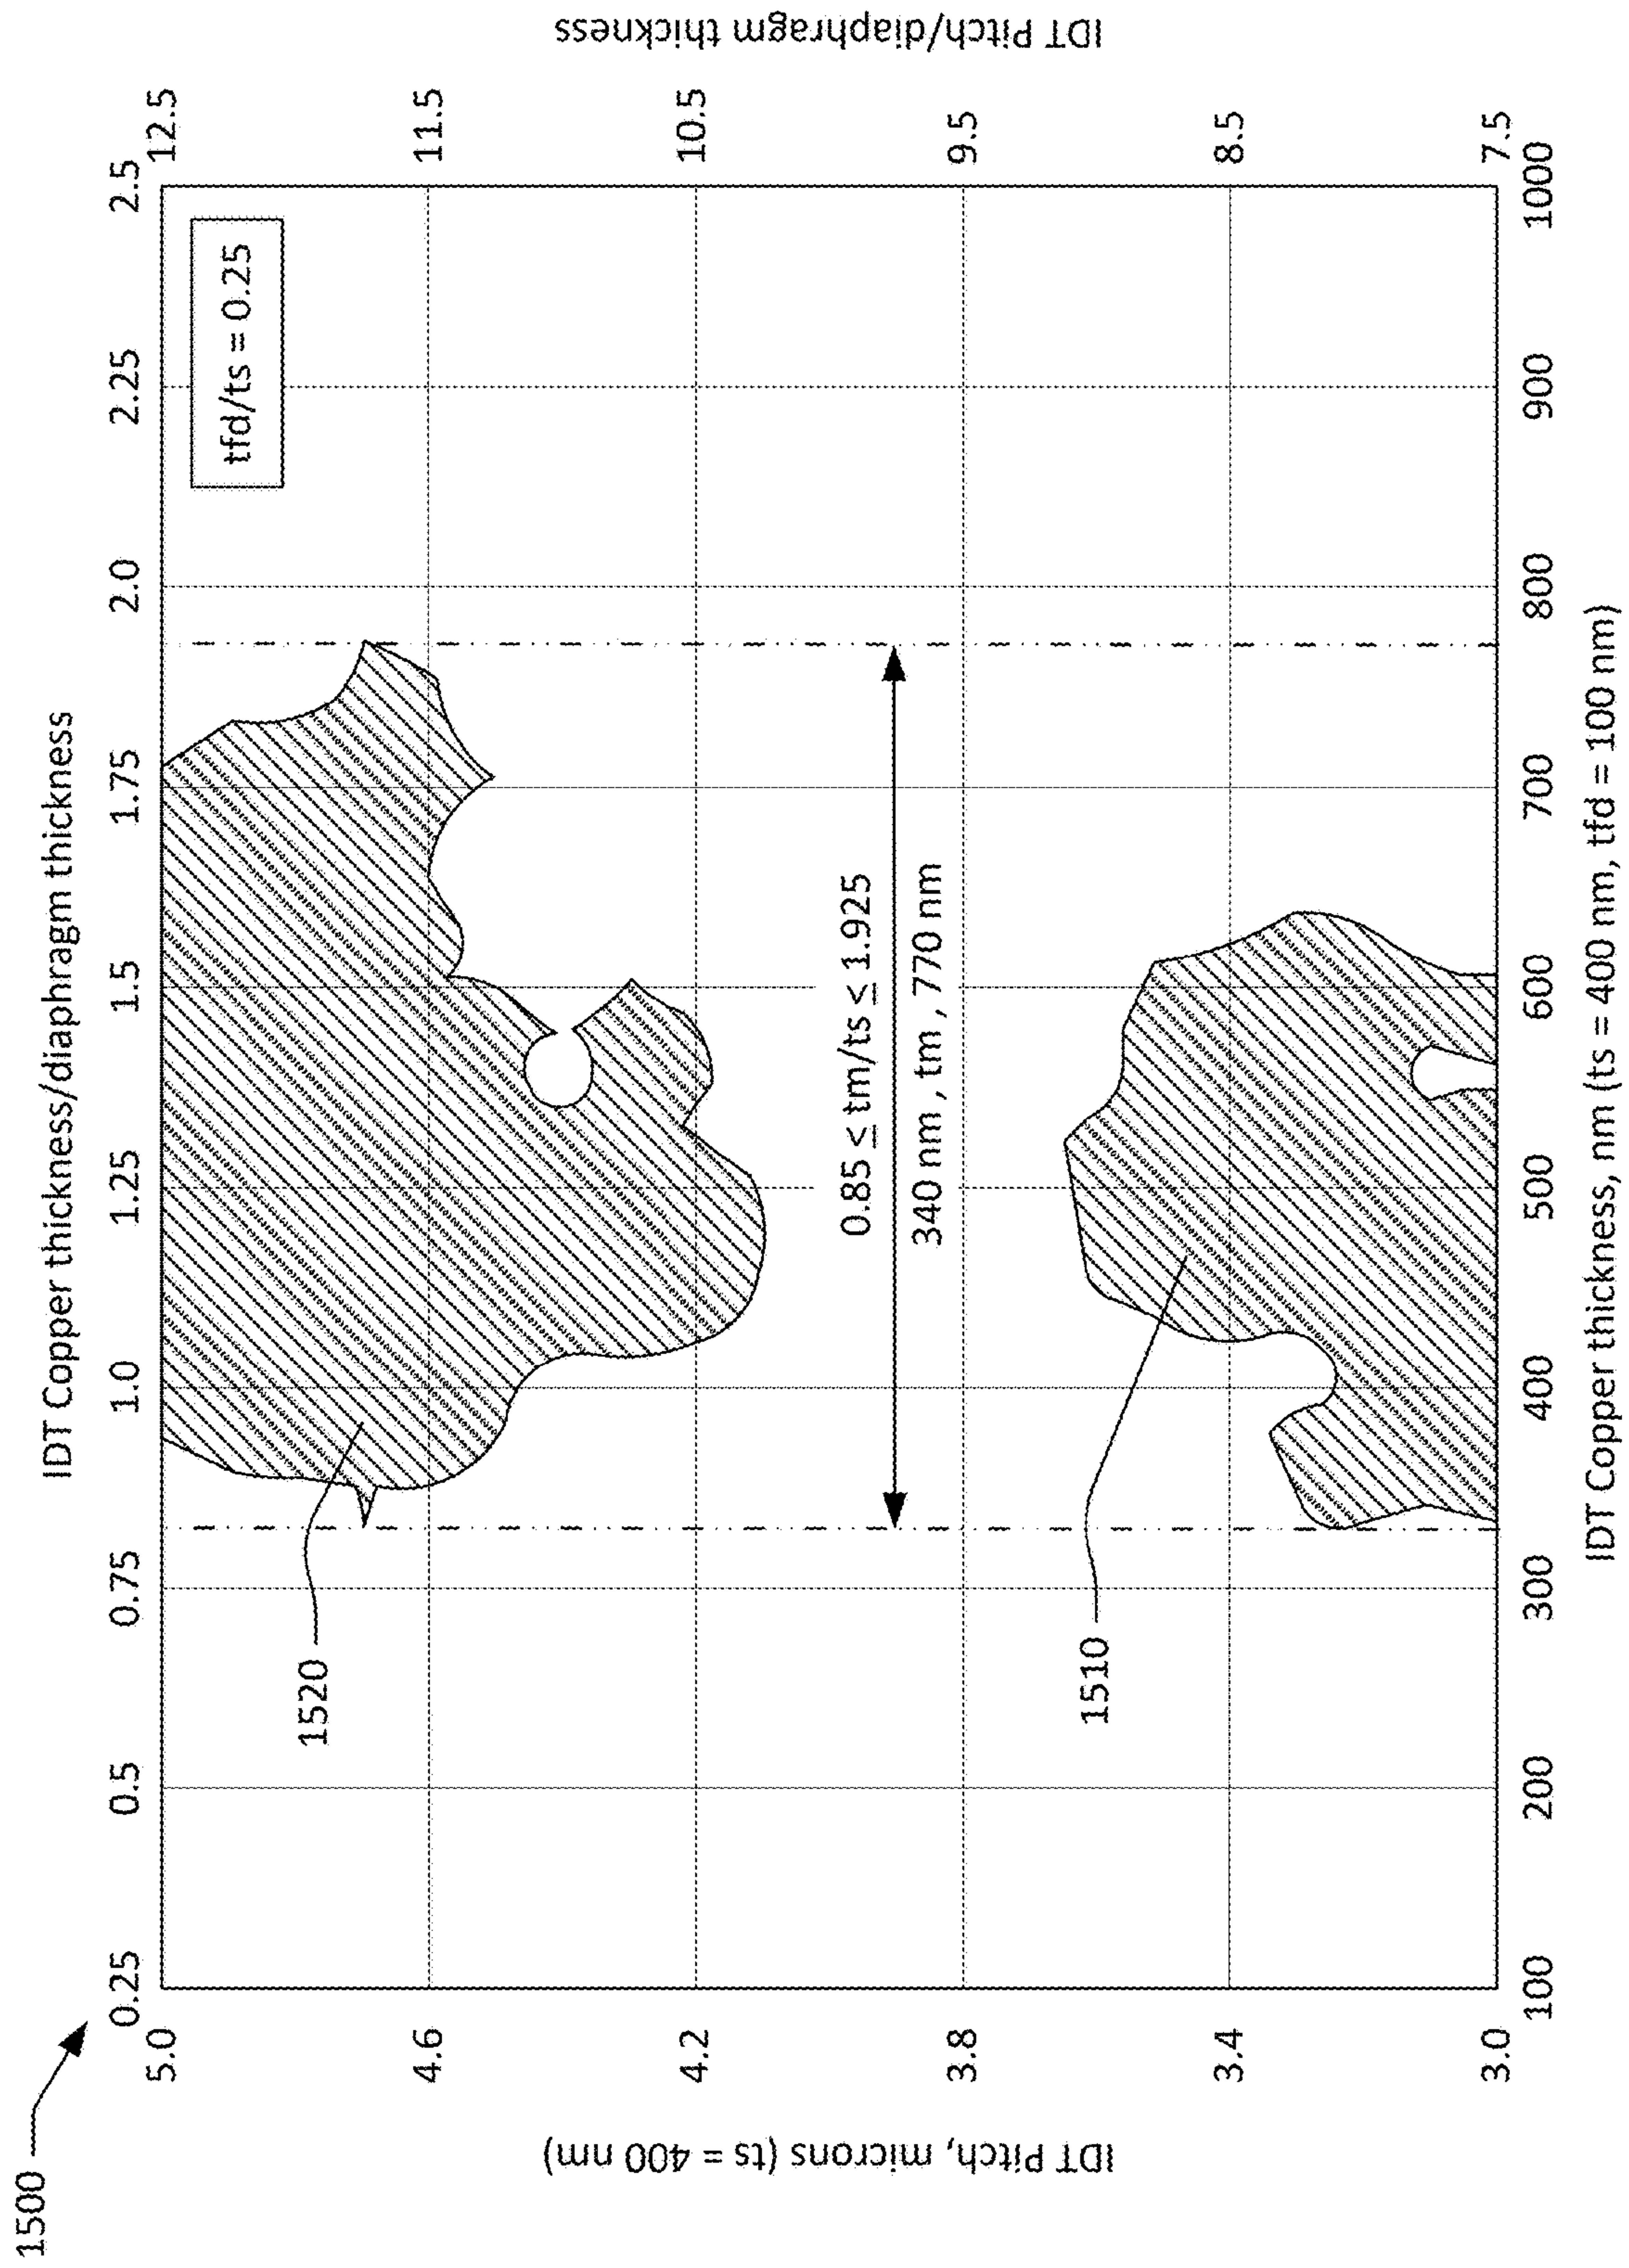 1500
IDT Copper thickness/diaphragm thickness
0.25 0.5 0.75 1.0 1.25 1.5 1.75 2.0 2.25 2.5
5.0
4.6
4.2
3.8
3.4
3.0
IDT Pitch, microns (ts = 400 nm)
12.5
11.5
10.5
9.5
8.5
7.5
IDT Pitch/diaphragm thickness
tfd/ts = 0.25
1520
0.85 ≤ tm/ts ≤ 1.925
340 nm , tm , 770 nm
1510
100 200 300 400 500 600 700 800 900 1000
IDT Copper thickness, nm (ts = 400 nm, tfd = 100 nm)